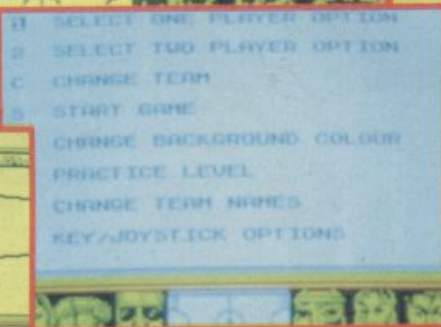 1 SELECT ONE PLAYER OPTION
2 SELECT TWO PLAYER OPTION
C CHANGE TEAM
S START GAME
CHANGE BACKGROUND COLOUR
PRACTICE LEVEL
CHANGE TEAM NAMES
KEY/JOYSTICK OPTIONS